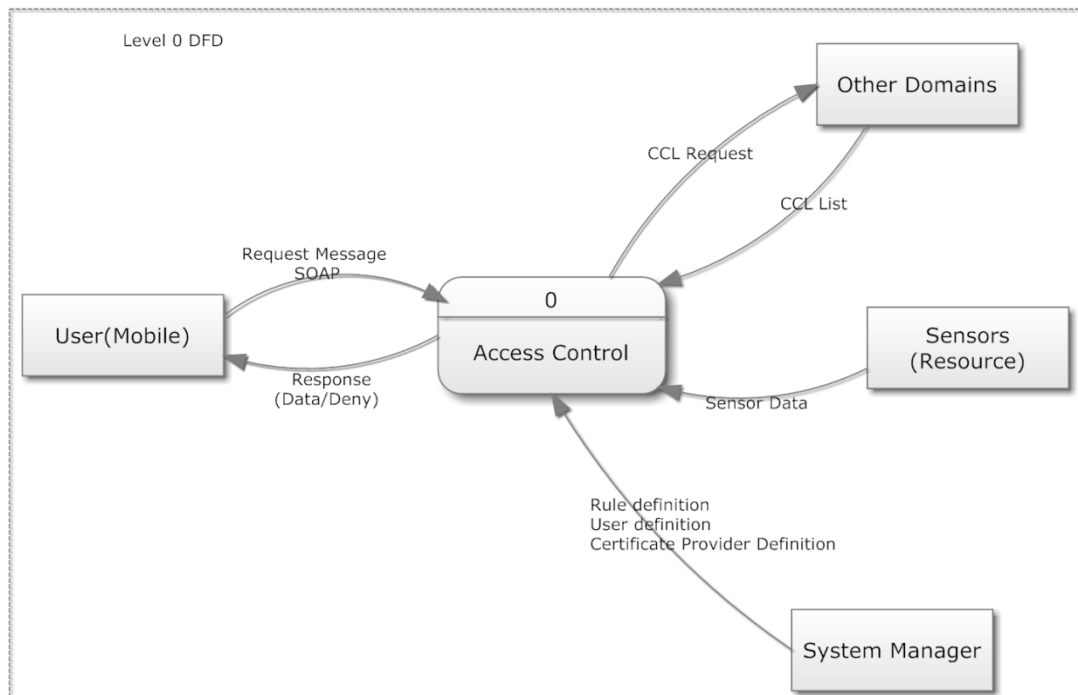 Level 0 DFD
Other Domains
CCL Request
CCL List
Request Message
SOAP
0
User(Mobile)
Access Control
Sensors
(Resource)
Response
(Data/Deny)
Sensor Data
Rule definition
User definition
Certificate Provider Definition
System Manager